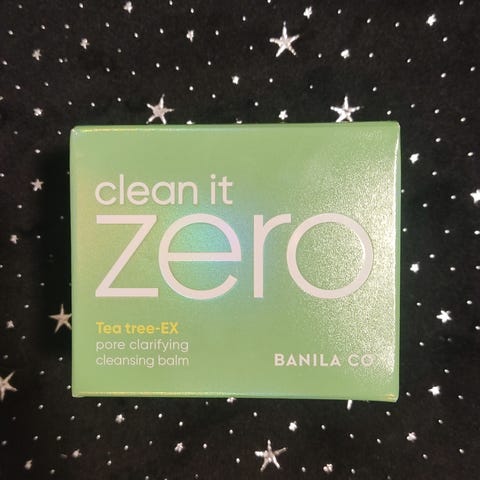 clean it
zero
Tea tree-EX
pore clarifying
cleansing balm
BANILA CO